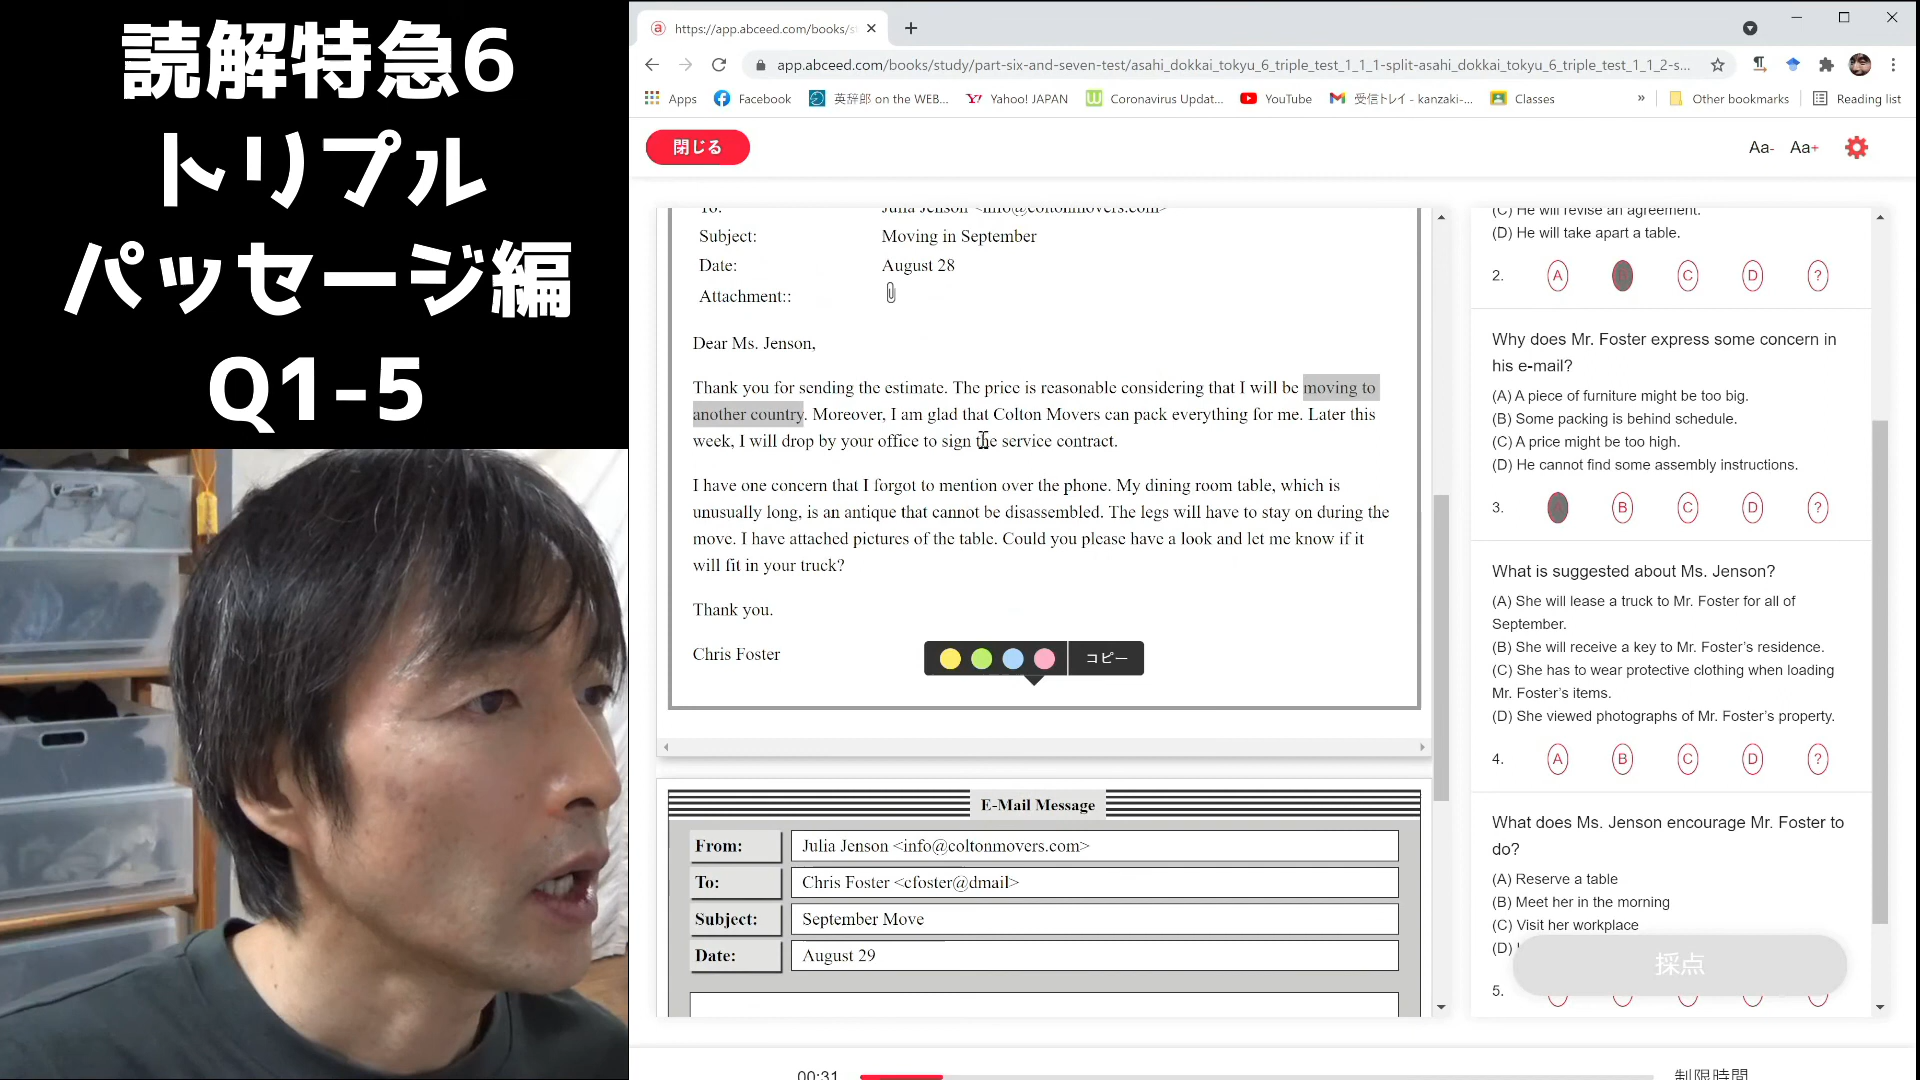 読解特急6
トリプル
パッセージ編
Q1-5
https://app.abceed.com/books/s
app.abceed.com/books/study/part-six-and-seven-test/asahi_dokkai_tokyu_6_triple_test_1_1_1-split-asahi_dokkai_tokyu_6_triple_test_1_1_2-s...
Apps
Facebook
英辞郎 on the WEB...
Yahoo! JAPAN
Coronavirus Updat...
YouTube
受信トレイ - kanzaki-...
Classes
»
Other bookmarks
Reading list
閉じる
Aa-
Aa+
To: Julia Jenson <info@coltonmovers.com>
Subject: Moving in September
Date: August 28
Attachment::
Dear Ms. Jenson,
Thank you for sending the estimate. The price is reasonable considering that I will be moving to
another country. Moreover, I am glad that Colton Movers can pack everything for me. Later this
week, I will drop by your office to sign the service contract.
I have one concern that I forgot to mention over the phone. My dining room table, which is
unusually long, is an antique that cannot be disassembled. The legs will have to stay on during the
move. I have attached pictures of the table. Could you please have a look and let me know if it
will fit in your truck?
Thank you.
Chris Foster
コピー
E-Mail Message
From: Julia Jenson <info@coltonmovers.com>
To: Chris Foster <cfoster@dmail>
Subject: September Move
Date: August 29
(C) He will revise an agreement.
(D) He will take apart a table.
2. A C D ?
Why does Mr. Foster express some concern in
his e-mail?
(A) A piece of furniture might be too big.
(B) Some packing is behind schedule.
(C) A price might be too high.
(D) He cannot find some assembly instructions.
3. A B C D ?
What is suggested about Ms. Jenson?
(A) She will lease a truck to Mr. Foster for all of
September.
(B) She will receive a key to Mr. Foster’s residence.
(C) She has to wear protective clothing when loading
Mr. Foster’s items.
(D) She viewed photographs of Mr. Foster’s property.
4. A B C D ?
What does Ms. Jenson encourage Mr. Foster to
do?
(A) Reserve a table
(B) Meet her in the morning
(C) Visit her workplace
(D)
採点
5.
00:31
制限時間